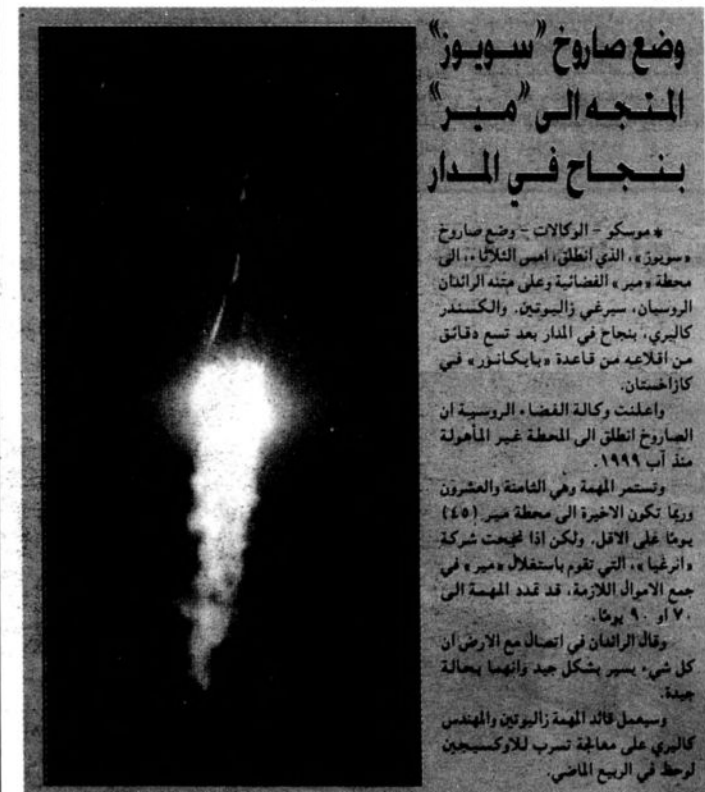 وضع صاروخ "سويوز"
المتجه الى "مير"
بنجاح في المدار
* موسكو - الوكالات - وضع صاروخ
«سويوز»، الذي انطلق، امس الثلاثاء، الى
محطة «مير» الفضائية وعلى متنه الرائدان
الروسيان، سيرغي زاليوتين، والكسندر
كاليري، بنجاح في المدار بعد تسع دقائق
من اقلاعه من قاعدة «بايكانور» في
كازاخستان.
واعلنت وكالة الفضاء الروسية ان
الصاروخ انطلق الى المحطة غير المأهولة
منذ آب ١٩٩٩.
وتستمر المهمة وهي الثامنة والعشرون
وربما تكون الاخيرة الى محطة مير (٤٥)
يومًا على الاقل، ولكن اذا نجحت شركة
«انرغيا»، التي تقوم باستغلال «مير» في
جمع الاموال اللازمة، قد تمدد المهمة الى
٧٠ او ٩٠ يومًا.
وقال الرائدان في اتصال مع الارض ان
كل شيء يسير بشكل جيد وانهما بحالة
جيدة.
وسيعمل قائد المهمة زاليوتين والمهندس
كاليري على معالجة تسرب للاوكسيجين
لوحظ في الربيع الماضي.